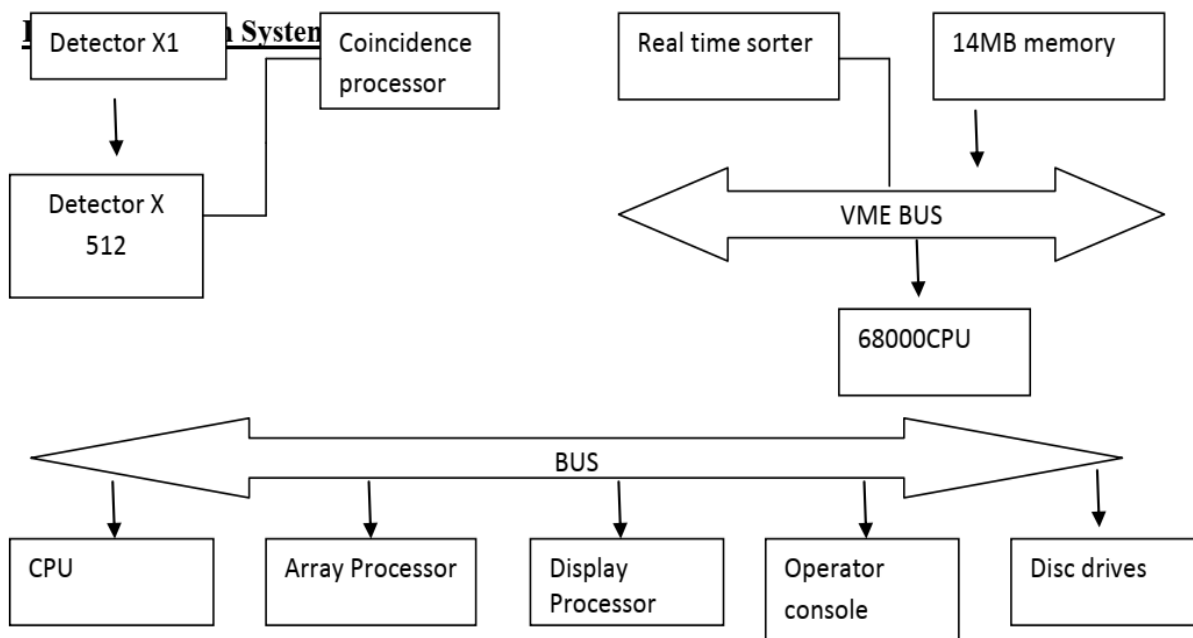 System
Detector X1
Coincidence
processor
Real time sorter
14MB memory
Detector X
512
VME BUS
68000CPU
BUS
CPU
Array Processor
Display
Processor
Operator
console
Disc drives